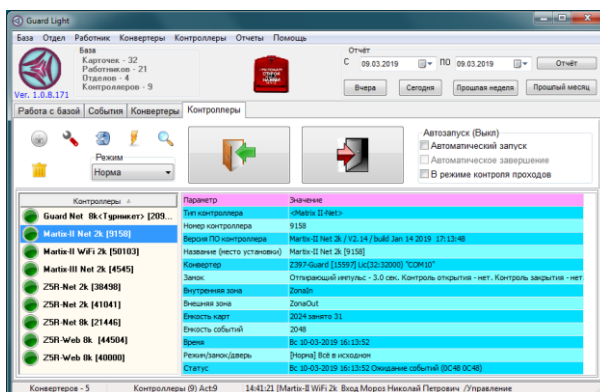 Guard Light
База Отдел Работник Конвертеры Контроллеры Отчеты Помощь
База
Карточек - 32
Работников - 21
Отделов - 4
Контроллеров - 9
Ver. 1.0.8.171
Отчёт
С 09.03.2019 ПО 09.03.2019 Отчёт
Вчера Сегодня Прошлая неделя Прошлый месяц
Работа с базой События Конвертеры Контроллеры
Режим
Норма
Автозапуск (Выкл)
Автоматический запуск
Автоматическое завершение
В режиме контроля проходов
Контроллеры
Guard Net 8k<Турникет> [209...
Martix-II Net 2k [9158]
Martix-II WiFi 2k [50103]
Martix-III Net 2k [4545]
Z5R-Net 2k [38498]
Z5R-Net 2k [41041]
Z5R-Net 8k [21446]
Z5R-Web 8k [44504]
Z5R-Web 8k [40000]
Параметр Значение
Тип контроллера <Matrix II-Net>
Номер контроллера 9158
Версия ПО контроллера Martix-II Net 2k / V2.14 / build Jan 14 2019 17:13:48
Название (место установки) Martix-II Net 2k [9158]
Конвертер Z397-Guard [15597] Lic(32:32000) "COM10"
Замок Отпирающий импульс - 3.0 сек. Контроль открытия - нет. Контроль закрытия - нет
Внутренняя зона ZonaIn
Внешняя зона ZonaOut
Емкость карт 2024 занято 31
Емкость событий 2048
Время Вс 10-03-2019 16:13:52
Режим/замок/дверь [Норма] Всё в исходном
Статус Вс 10-03-2019 16:13:52 Ожидание событий (0C48 0C48)
Конвертеров - 5 Контроллеры (9) Act:9 14:41:21 [Martix-II WiFi 2k Вход Мороз Николай Петрович /Управление